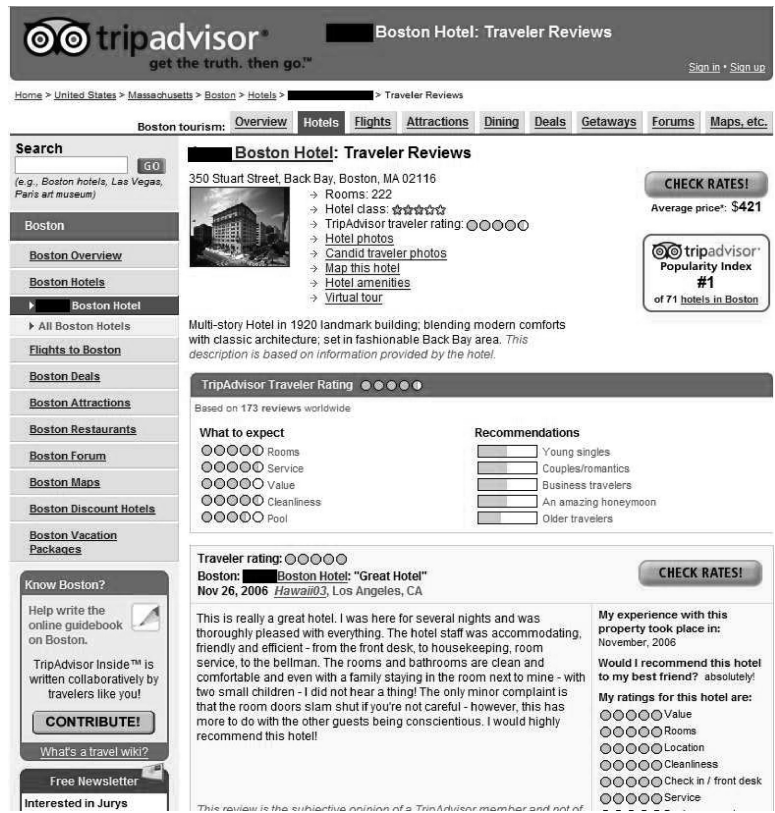 tripadvisor®
get the truth. then go.™
Boston Hotel: Traveler Reviews
Sign in • Sign up
Home > United States > Massachusetts > Boston > Hotels > > Traveler Reviews
Boston tourism: Overview Hotels Flights Attractions Dining Deals Getaways Forums Maps, etc.
Search
GO
(e.g., Boston hotels, Las Vegas,
Paris art museum)
Boston
Boston Overview
Boston Hotels
Boston Hotel
All Boston Hotels
Flights to Boston
Boston Deals
Boston Attractions
Boston Restaurants
Boston Forum
Boston Maps
Boston Discount Hotels
Boston Vacation
Packages
Know Boston?
Help write the
online guidebook
on Boston.
TripAdvisor Inside™ is
written collaboratively by
travelers like you!
CONTRIBUTE!
What's a travel wiki?
Free Newsletter
Interested in Jurys
Boston Hotel: Traveler Reviews
350 Stuart Street, Back Bay, Boston, MA 02116
Rooms: 222
Hotel class:
TripAdvisor traveler rating:
Hotel photos
Candid traveler photos
Map this hotel
Hotel amenities
Virtual tour
CHECK RATES!
Average price*: $421
tripadvisor®
Popularity Index
#1
of 71 hotels in Boston
Multi-story Hotel in 1920 landmark building; blending modern comforts
with classic architecture; set in fashionable Back Bay area. This
description is based on information provided by the hotel.
TripAdvisor Traveler Rating
Based on 173 reviews worldwide
What to expect
Rooms
Service
Value
Cleanliness
Pool
Recommendations
Young singles
Couples/romantics
Business travelers
An amazing honeymoon
Older travelers
Traveler rating:
Boston: Boston Hotel: "Great Hotel"
Nov 26, 2006 Hawaii03, Los Angeles, CA
CHECK RATES!
This is really a great hotel. I was here for several nights and was
thoroughly pleased with everything. The hotel staff was accommodating,
friendly and efficient - from the front desk, to housekeeping, room
service, to the bellman. The rooms and bathrooms are clean and
comfortable and even with a family staying in the room next to mine - with
two small children - I did not hear a thing! The only minor complaint is
that the room doors slam shut if you're not careful - however, this has
more to do with the other guests being conscientious. I would highly
recommend this hotel!
This review is the subjective opinion of a TripAdvisor member and not of
My experience with this
property took place in:
November, 2006
Would I recommend this hotel
to my best friend? absolutely!
My ratings for this hotel are:
Value
Rooms
Location
Cleanliness
Check in / front desk
Service